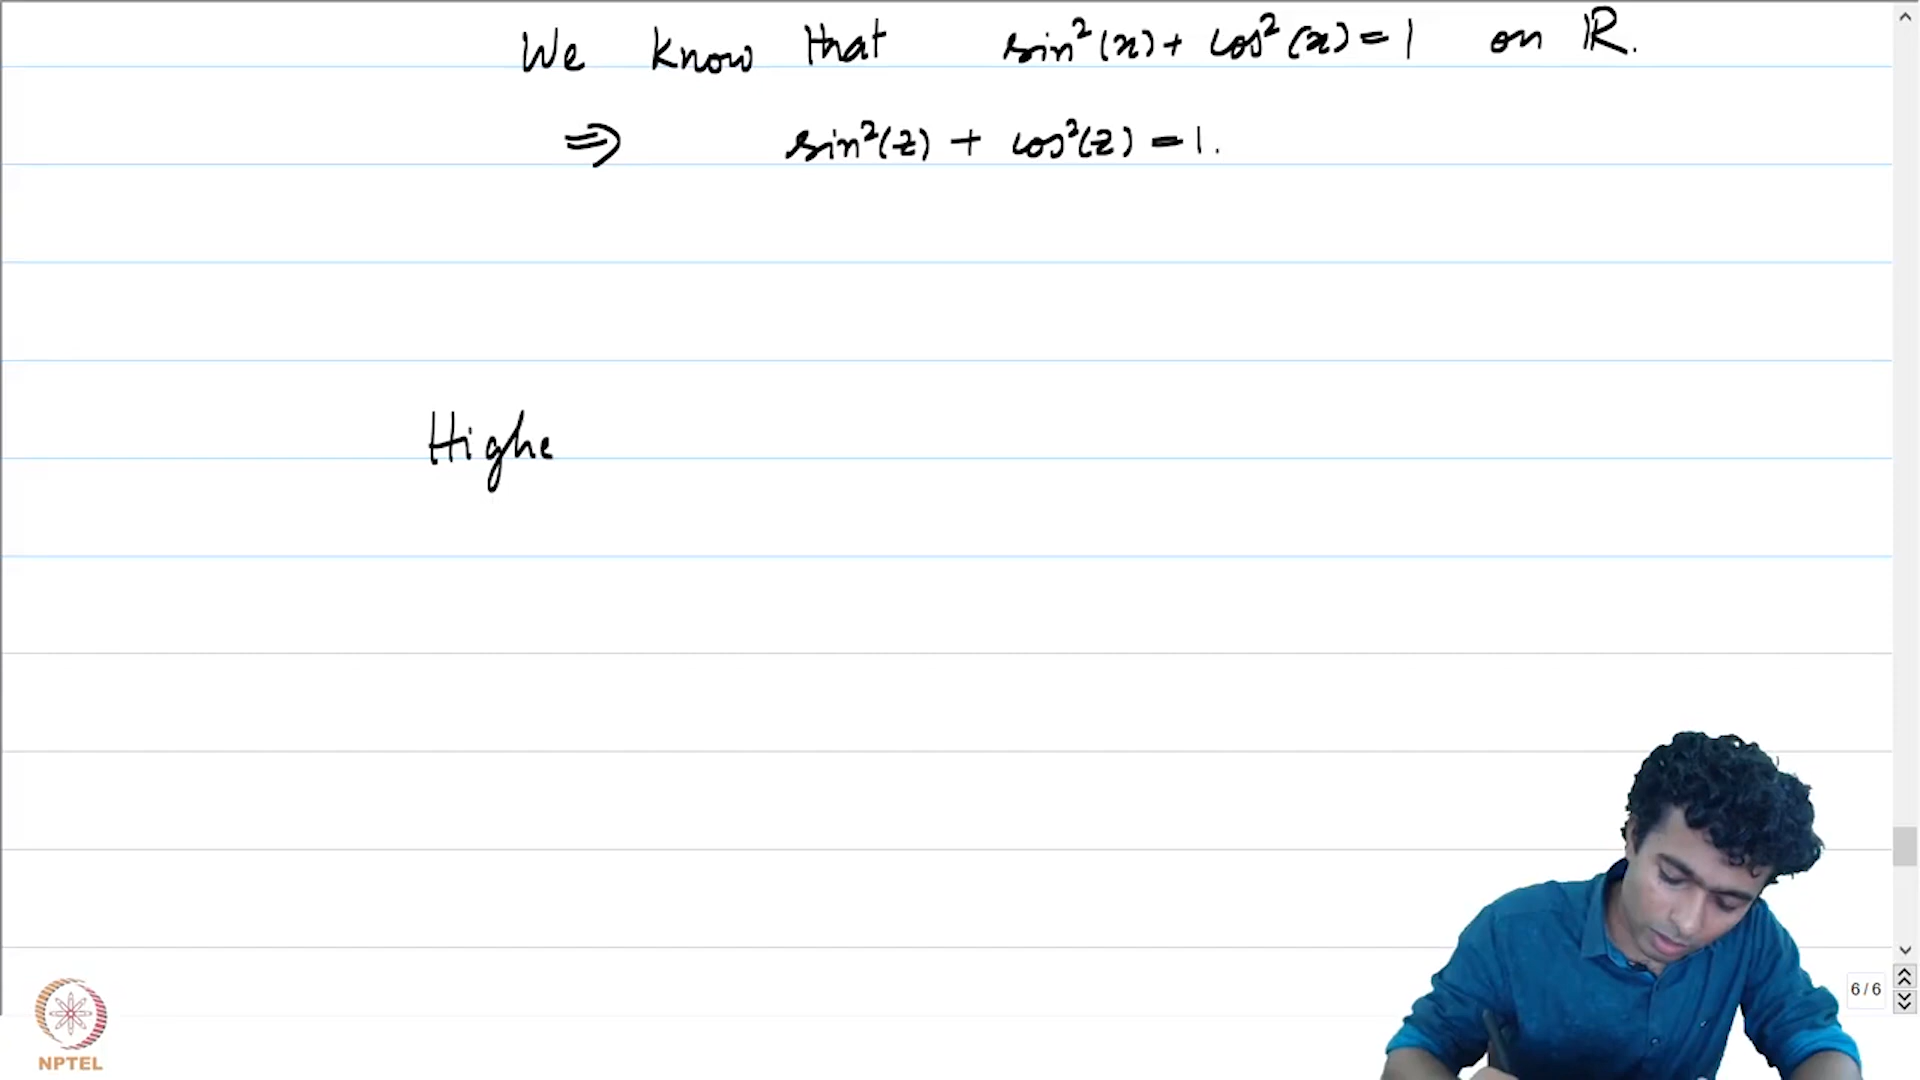 We know that sin²(x) + cos²(x) = 1 on ℝ.
⇒ sin²(z) + cos²(z) = 1.
Highe
6 / 6
NPTEL